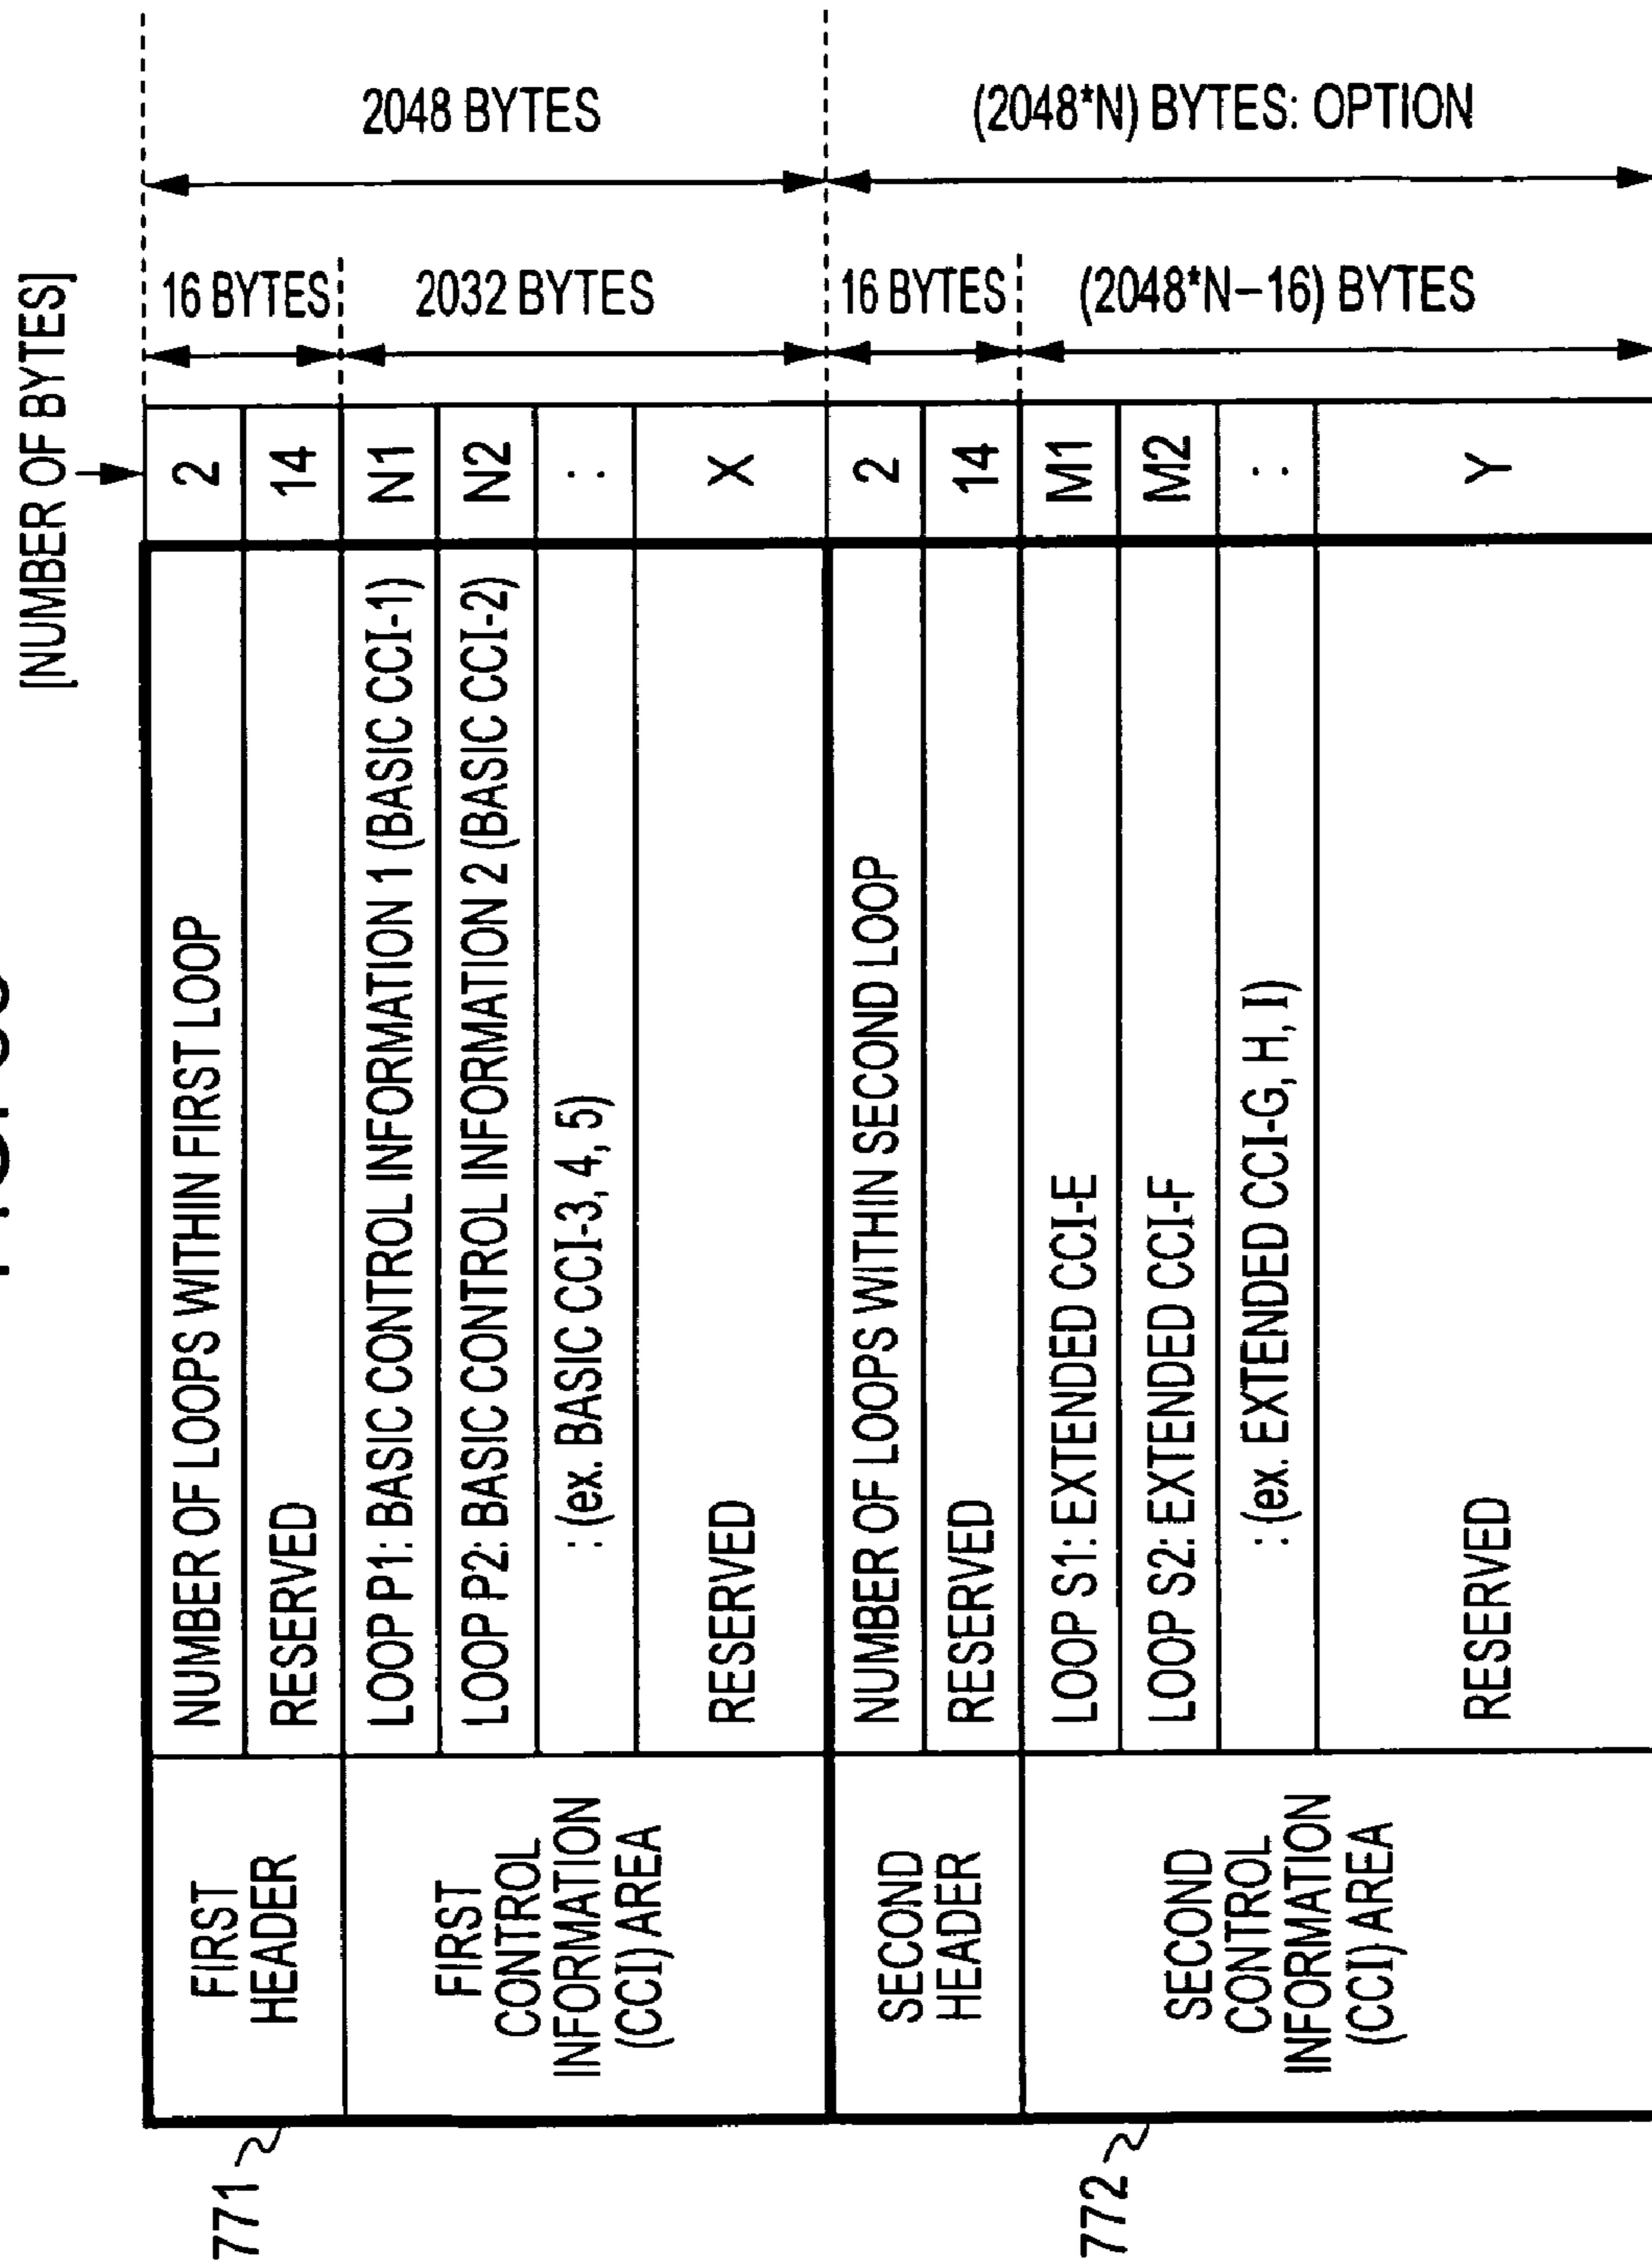 [NUMBER OF BYTES]
771
FIRST
HEADER
NUMBER OF LOOPS WITHIN FIRST LOOP
2
RESERVED
14
16 BYTES
FIRST
CONTROL
INFORMATION
(CCI) AREA
LOOP P1: BASIC CONTROL INFORMATION 1 (BASIC CCI-1)
N1
LOOP P2: BASIC CONTROL INFORMATION 2 (BASIC CCI-2)
N2
: (ex. BASIC CCI-3, 4, 5)
:
RESERVED
X
2032 BYTES
2048 BYTES
772
SECOND
HEADER
NUMBER OF LOOPS WITHIN SECOND LOOP
2
RESERVED
14
16 BYTES
SECOND
CONTROL
INFORMATION
(CCI) AREA
LOOP S1: EXTENDED CCI-E
M1
LOOP S2: EXTENDED CCI-F
M2
: (ex. EXTENDED CCI-G, H, I)
:
RESERVED
Y
(2048*N–16) BYTES
(2048*N) BYTES: OPTION